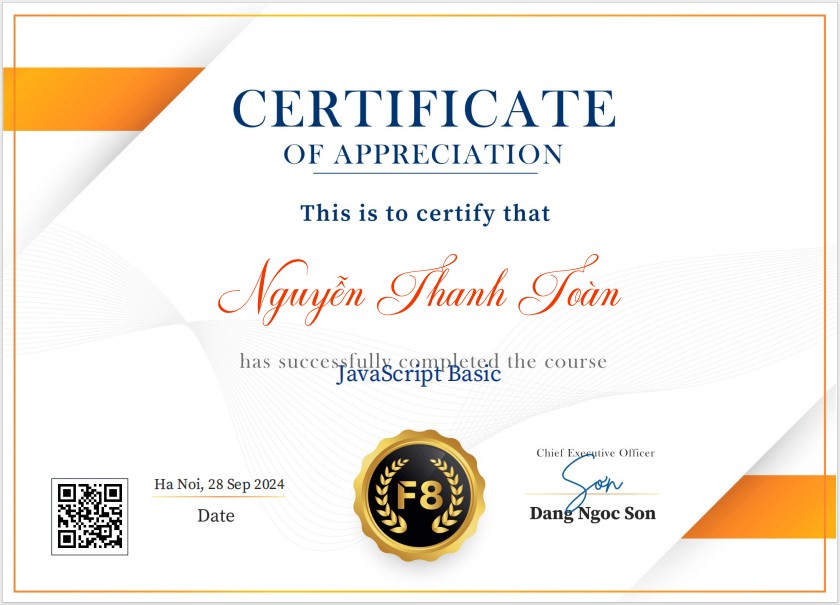 CERTIFICATE
OF APPRECIATION
This is to certify that
Nguyễn Thanh Toàn
has successfully completed the course
JavaScript Basic
Ha Noi, 28 Sep 2024
Date
F8
Chief Executive Officer
Son
Dang Ngoc Son